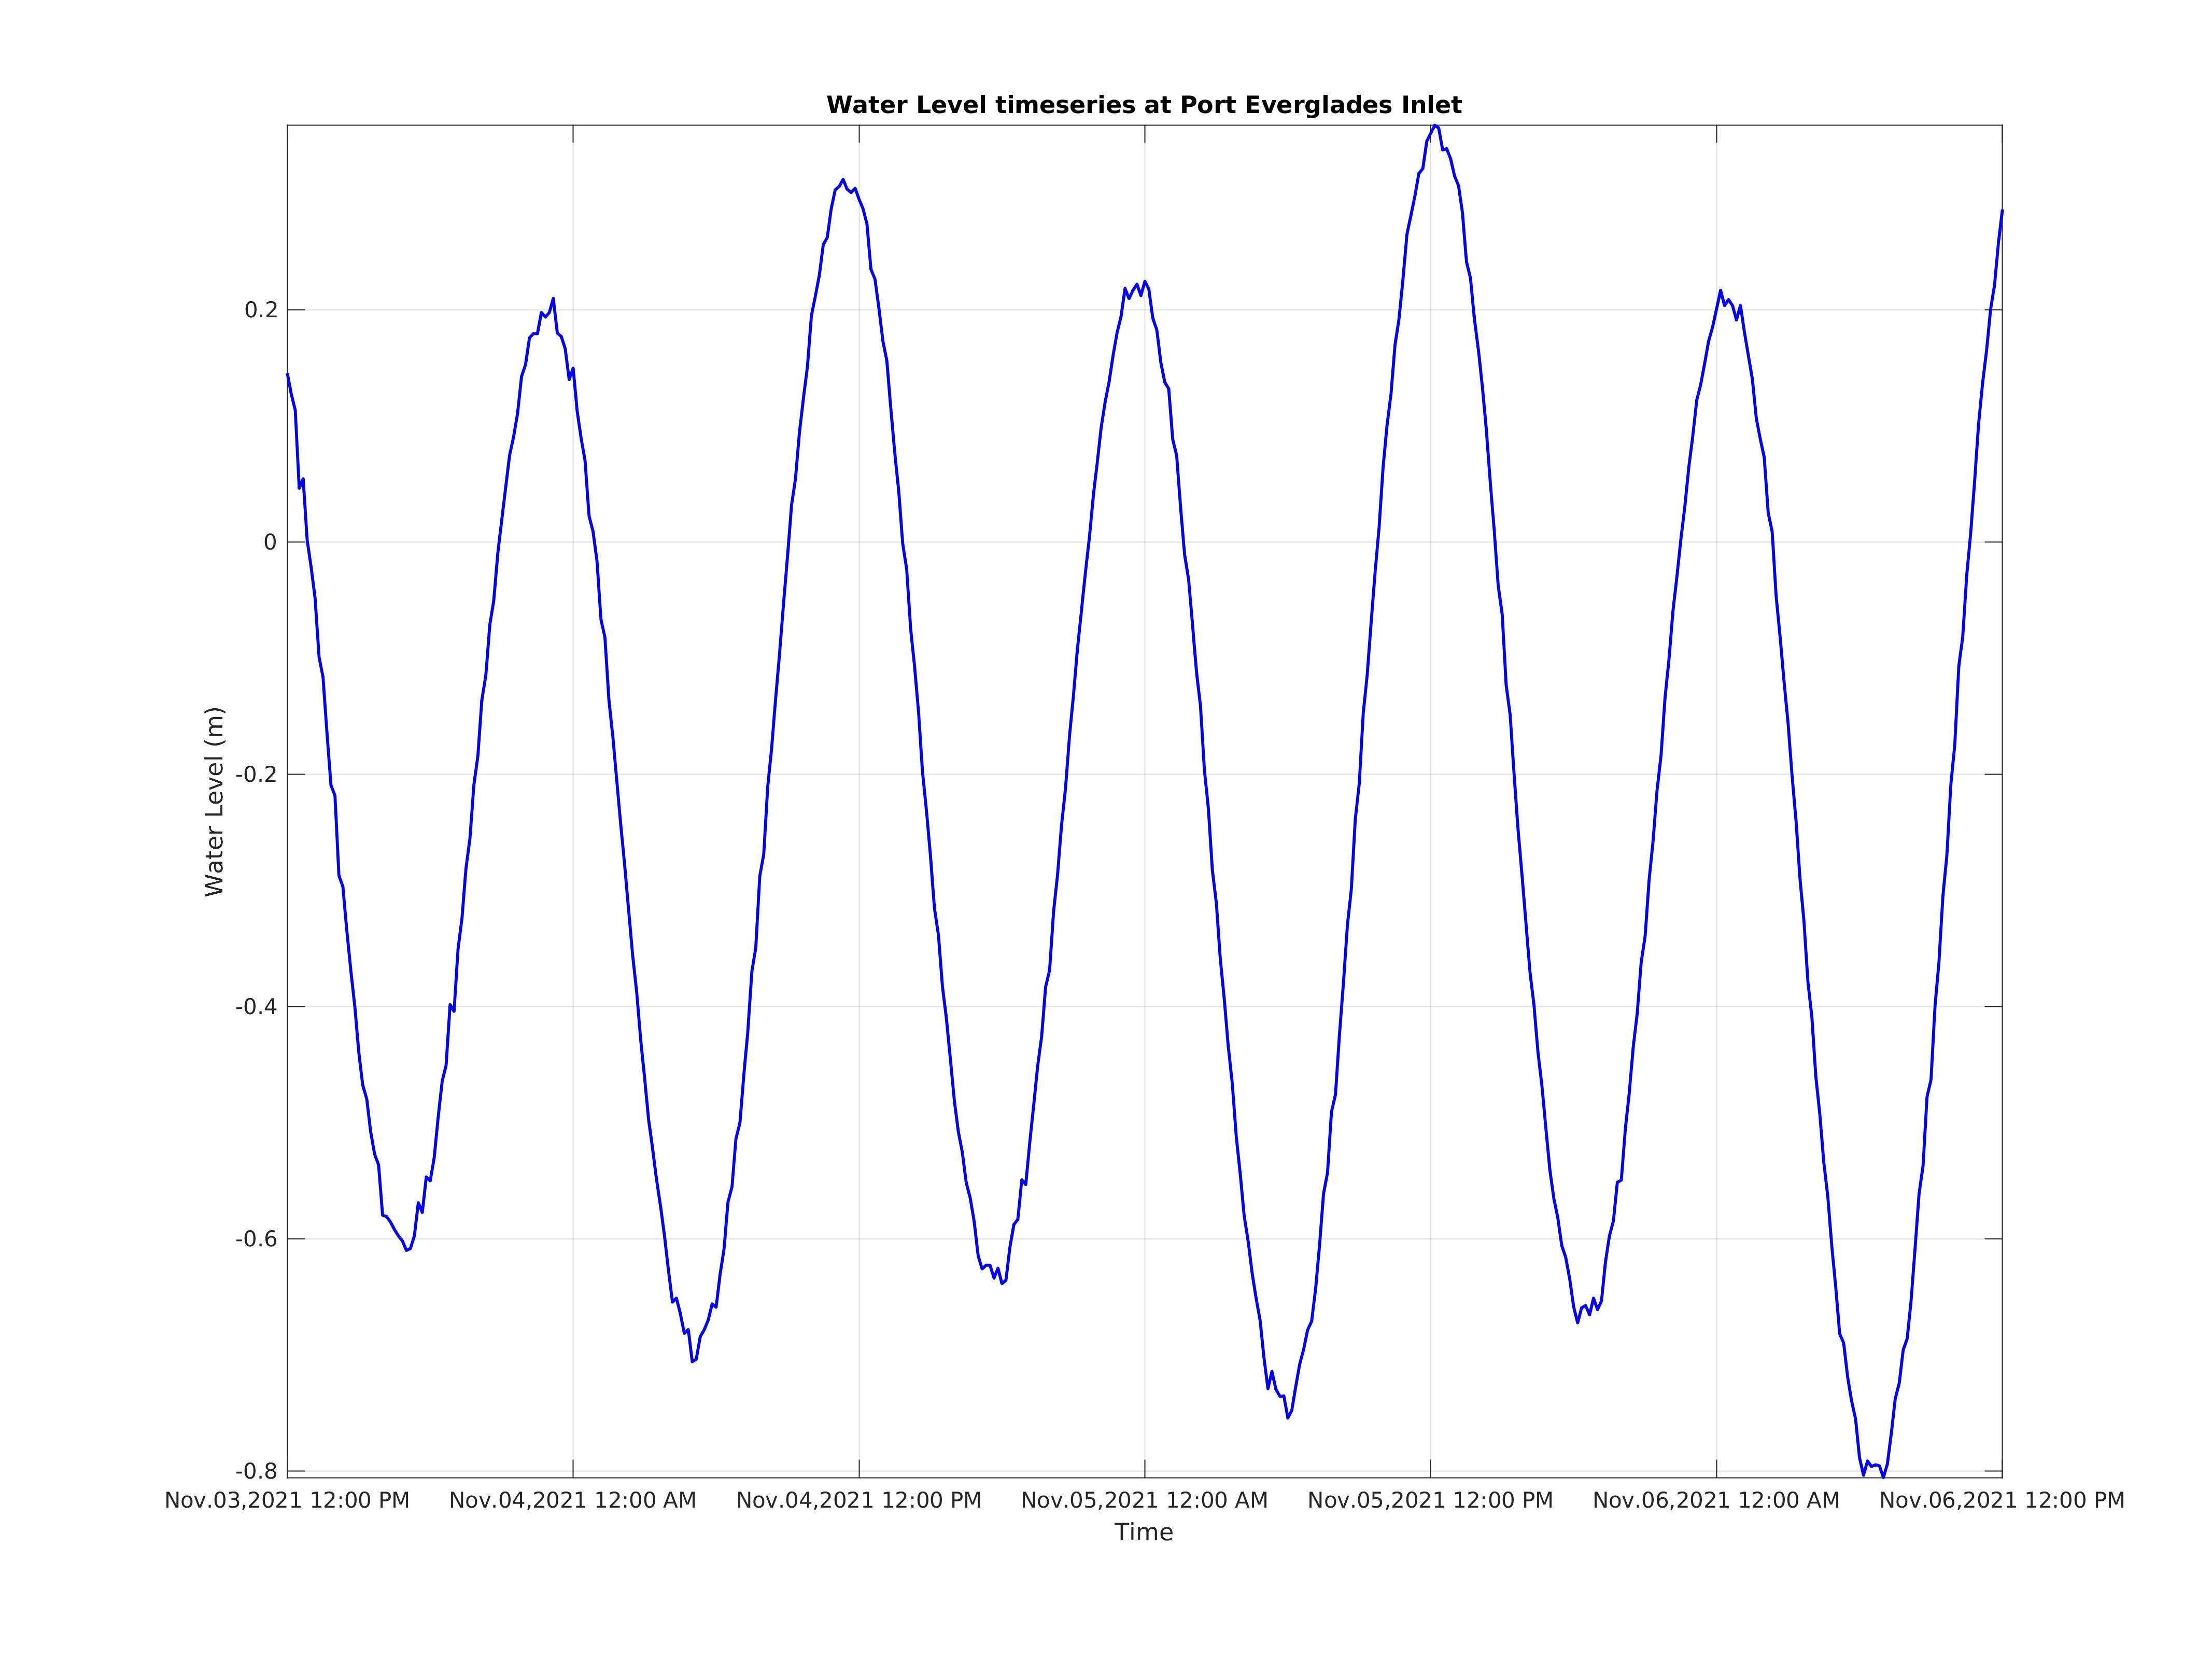 Water Level timeseries at Port Everglades Inlet
0.2
0
-0.2
-0.4
-0.6
-0.8
Water Level (m)
Nov.03,2021 12:00 PM Nov.04,2021 12:00 AM Nov.04,2021 12:00 PM Nov.05,2021 12:00 AM Nov.05,2021 12:00 PM Nov.06,2021 12:00 AM Nov.06,2021 12:00 PM
Time